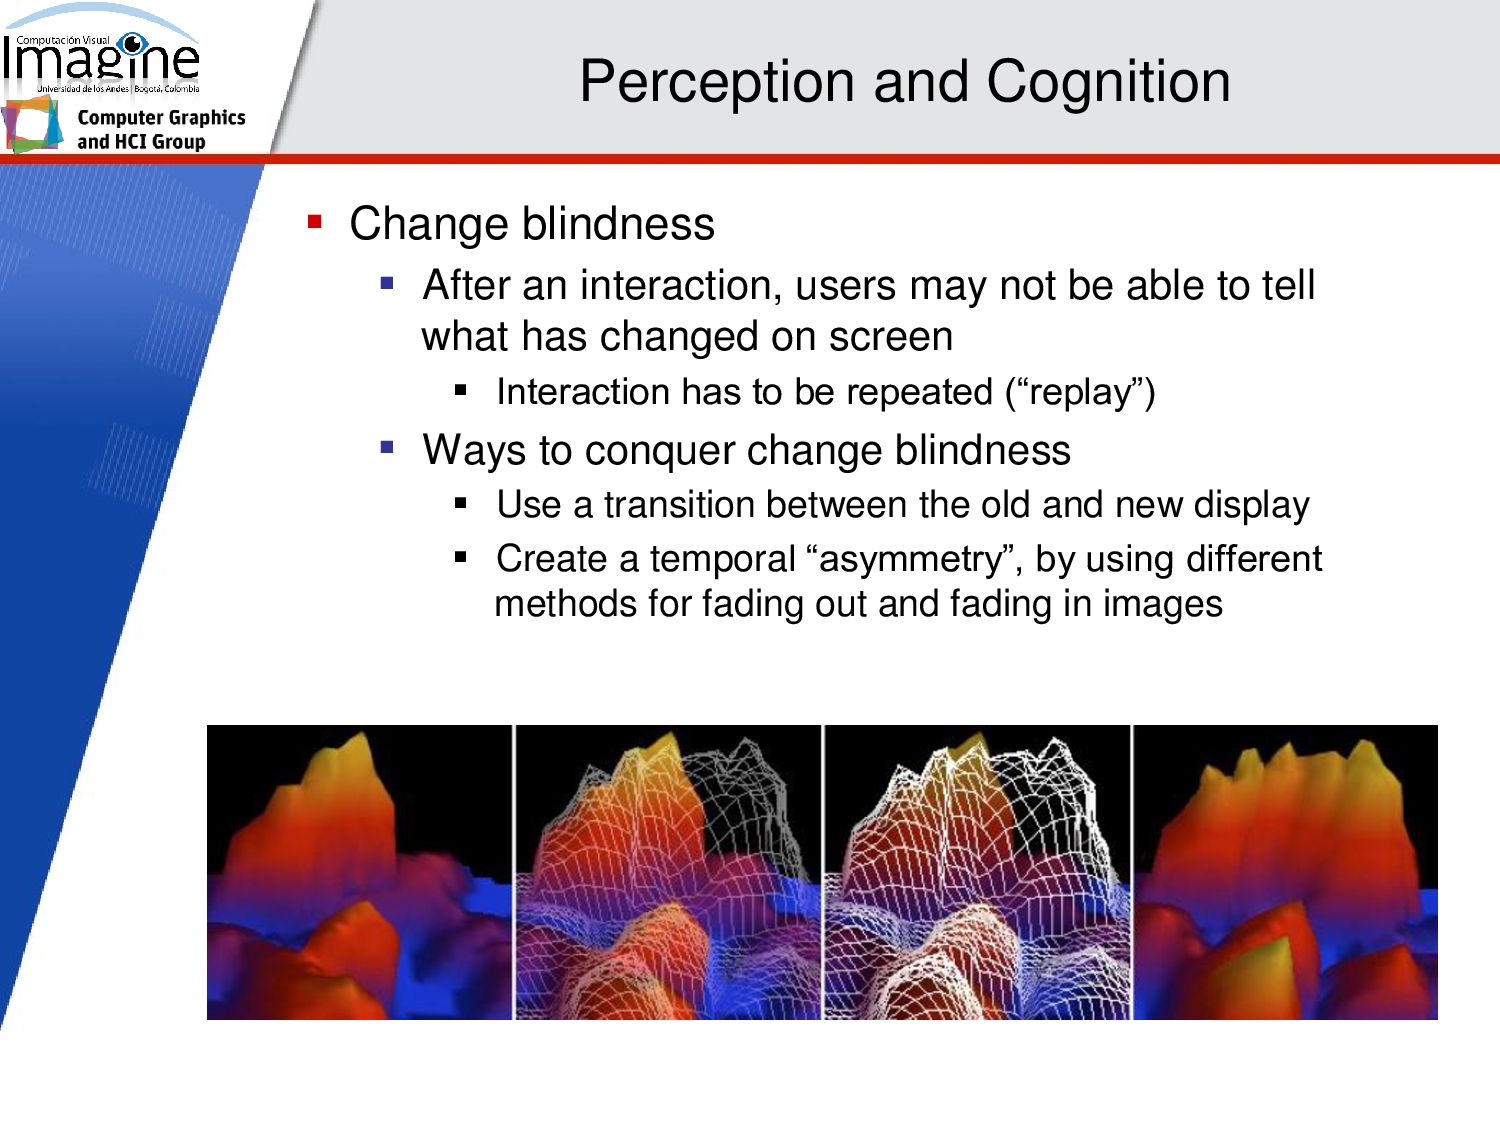 Computación Visual
Imagine
Universidad de los Andes | Bogotá, Colombia
Computer Graphics
and HCI Group
Perception and Cognition
Change blindness
After an interaction, users may not be able to tell
what has changed on screen
Interaction has to be repeated (“replay”)
Ways to conquer change blindness
Use a transition between the old and new display
Create a temporal “asymmetry”, by using different
methods for fading out and fading in images